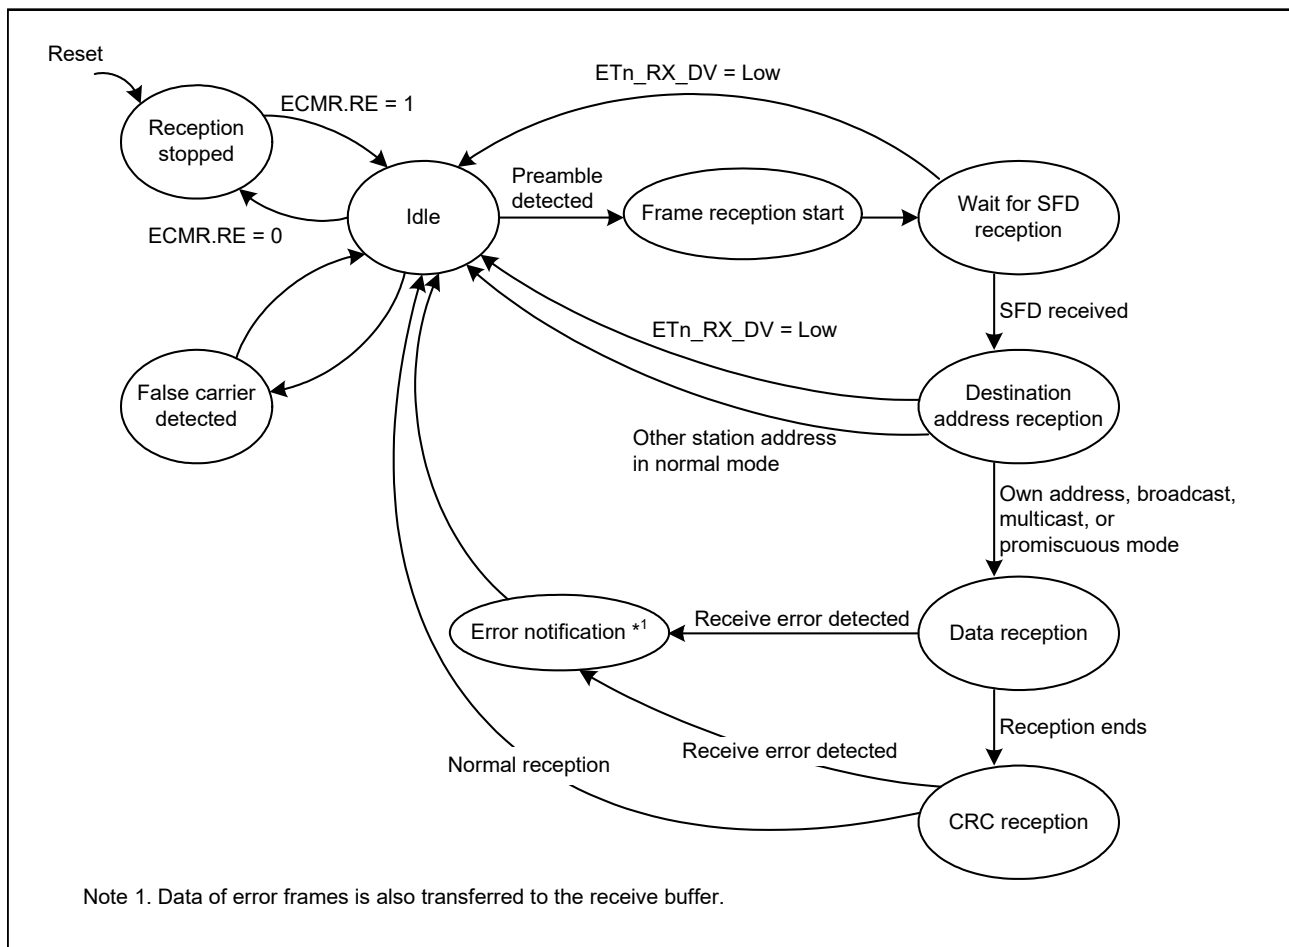 Reset
ETn_RX_DV = Low
ECMR.RE = 1
Reception
stopped
Preamble
detected
Idle
Frame reception start
Wait for SFD
reception
ECMR.RE = 0
SFD received
ETn_RX_DV = Low
False carrier
detected
Destination
address reception
Other station address
in normal mode
Own address, broadcast,
multicast, or
promiscuous mode
Receive error detected
Error notification *1
Data reception
Reception ends
Receive error detected
Normal reception
CRC reception
Note 1. Data of error frames is also transferred to the receive buffer.